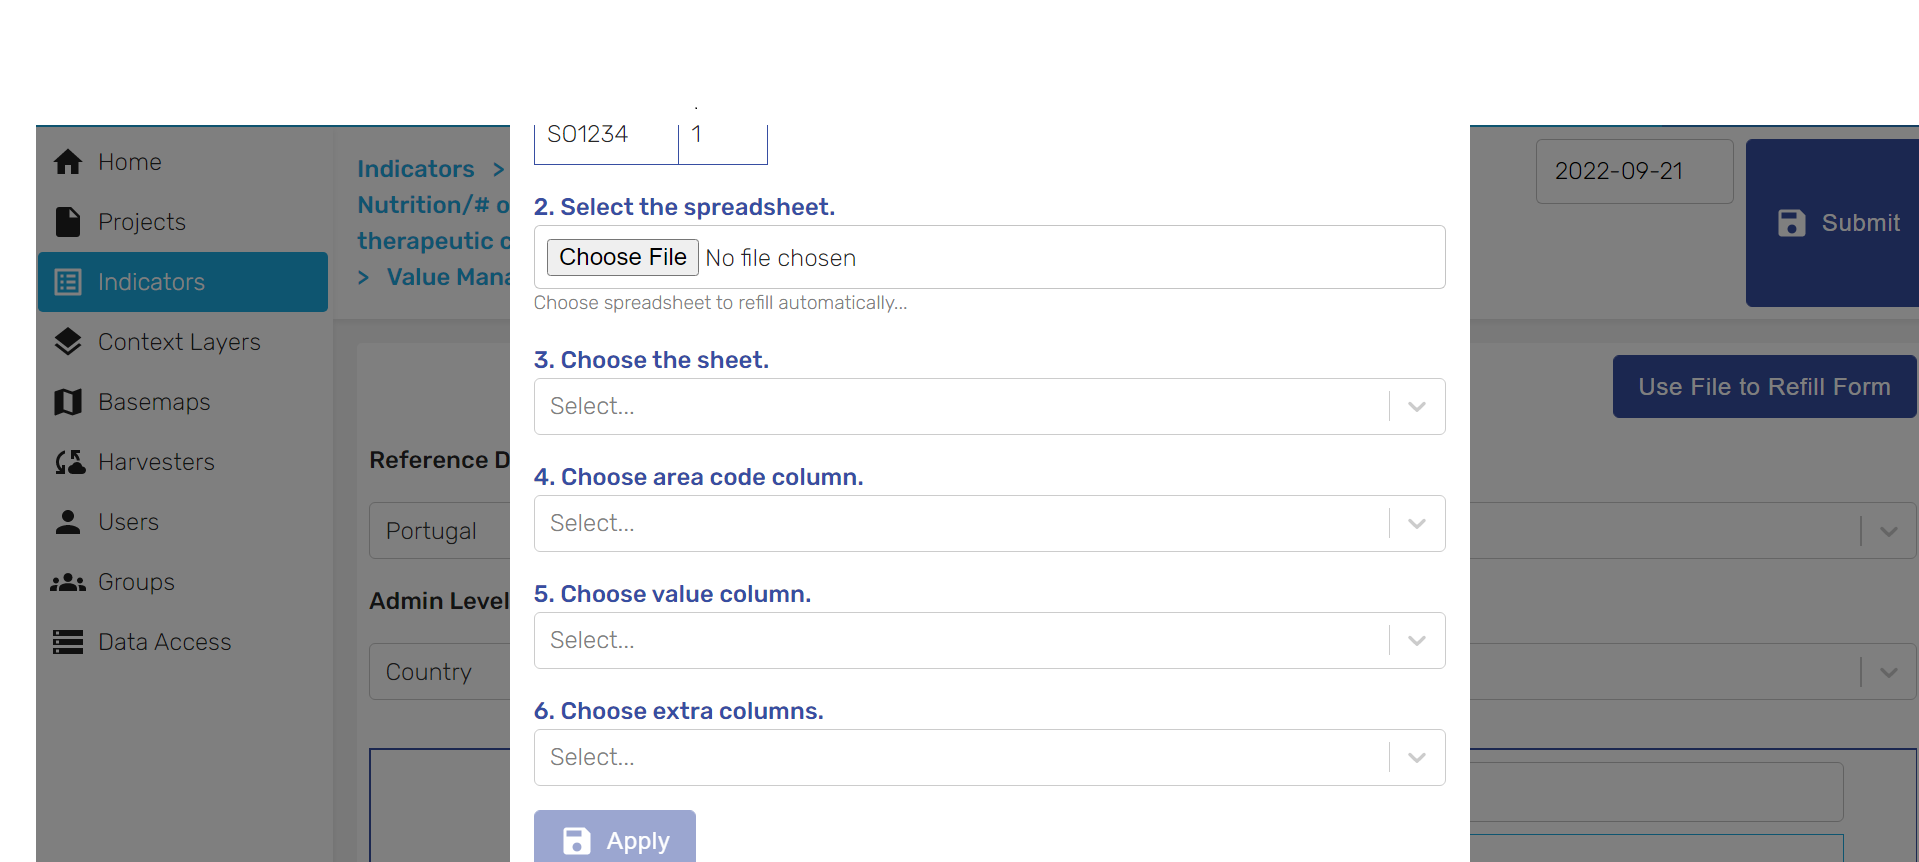 Home
Projects
Indicators
Context Layers
Basemaps
Harvesters
Users
Groups
Data Access
Indicators >
Nutrition/#
therapeutic
> Value
Reference
Portugal
Admin Level
Country
SO1234 1
2. Select the spreadsheet.
Choose File No file chosen
Choose spreadsheet to refill automatically...
3. Choose the sheet.
Select...
4. Choose area code column.
Select...
5. Choose value column.
Select...
6. Choose extra columns.
Select...
Apply
2022-09-21
Submit
Use File to Refill Form